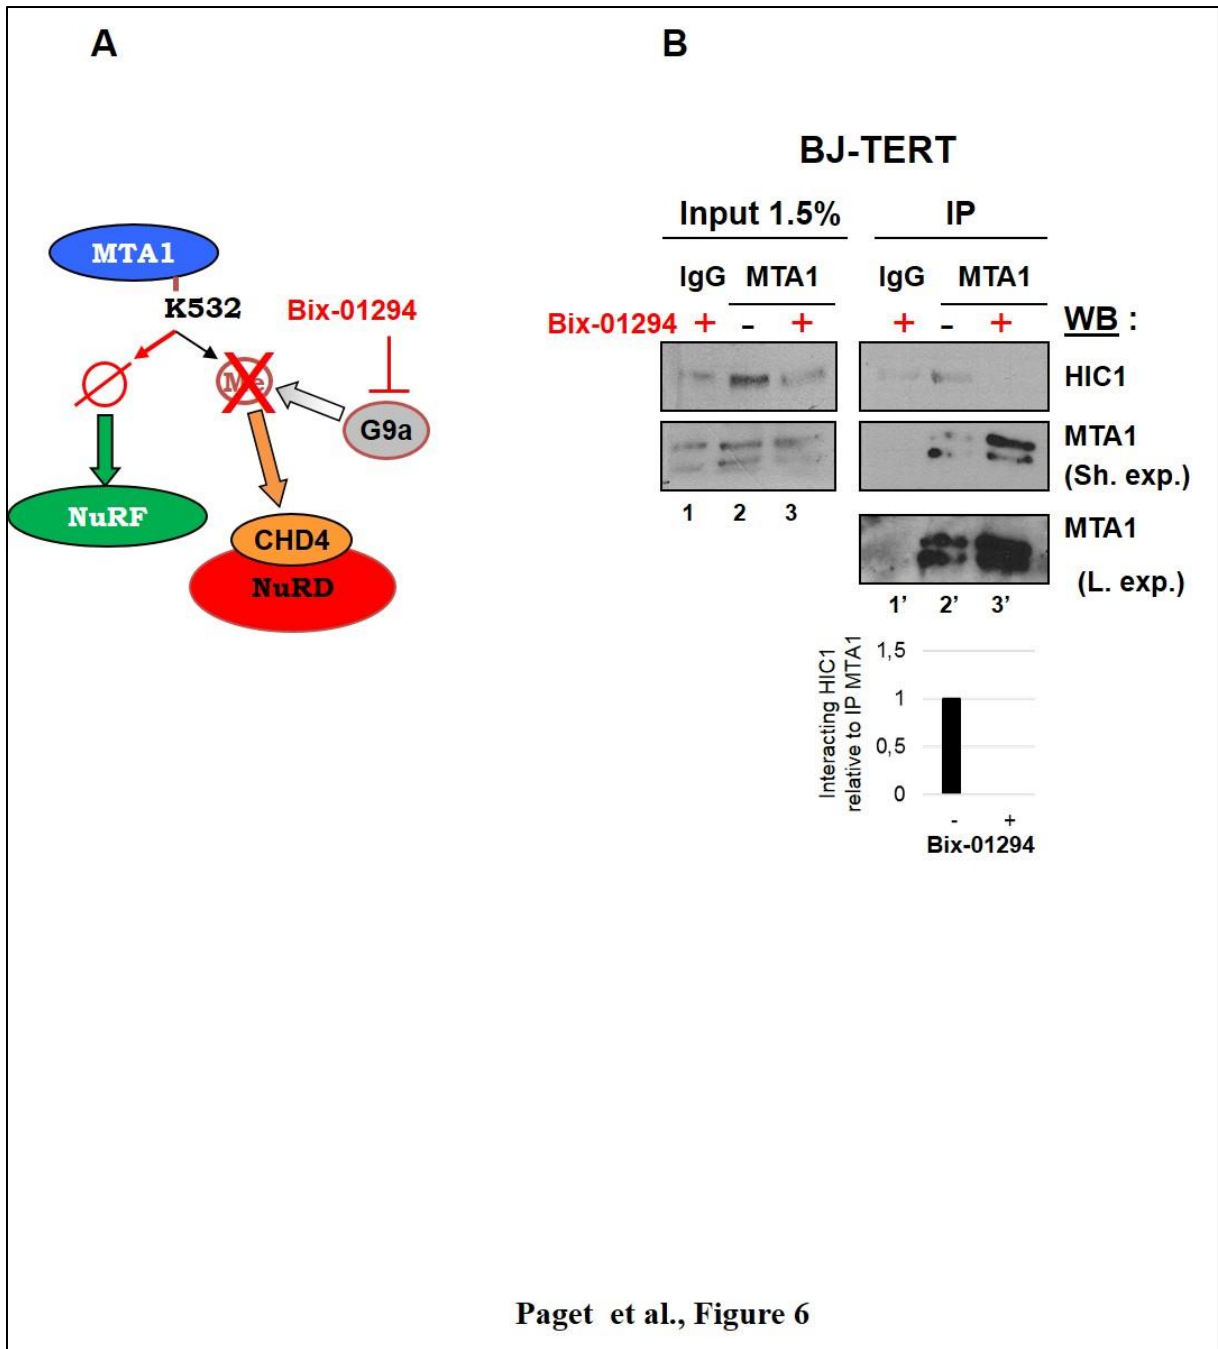 A
MTA1
K532
Bix-01294
Me
G9a
NuRF
CHD4
NuRD
B
BJ-TERT
Input 1.5% IP
IgG MTA1 IgG MTA1
Bix-01294 + - + + - + WB :
HIC1
MTA1
(Sh. exp.)
1 2 3
MTA1
(L. exp.)
1’ 2’ 3’
Interacting HIC1
relative to IP MTA1
1,5
1
0,5
0
- +
Bix-01294
Paget et al., Figure 6